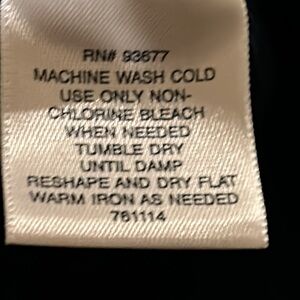 RN# 93677
MACHINE WASH COLD
USE ONLY NON-
CHLORINE BLEACH
WHEN NEEDED
TUMBLE DRY
UNTIL DAMP
RESHAPE AND DRY FLAT
WARM IRON AS NEEDED
761114